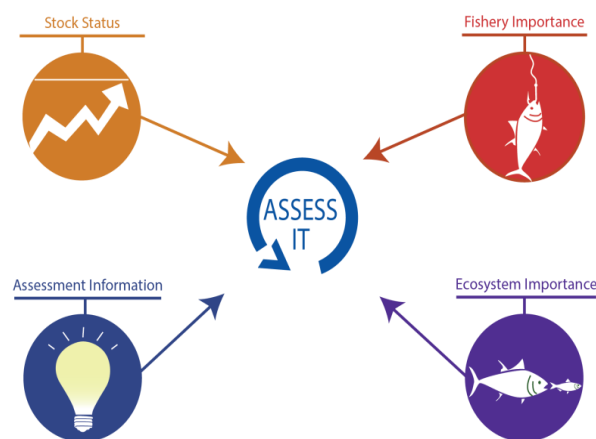 Stock Status
Fishery Importance
ASSESS
IT
Assessment Information
Ecosystem Importance